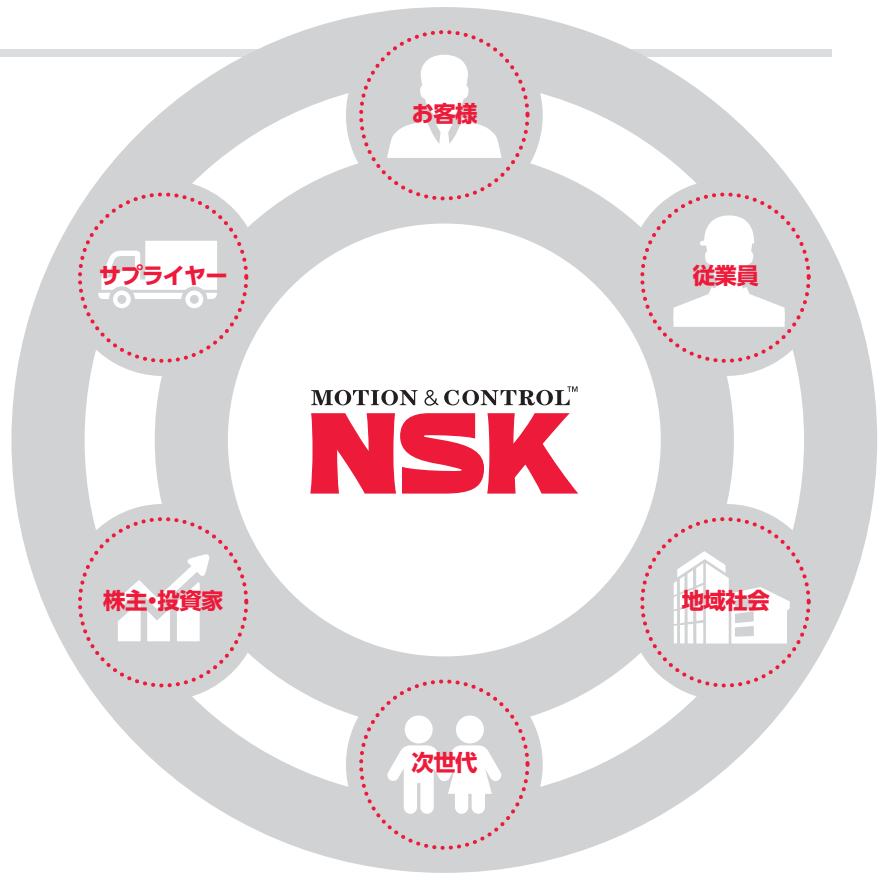 お客様
サプライヤー
従業員
MOTION & CONTROL™
NSK
株主・投資家
地域社会
次世代